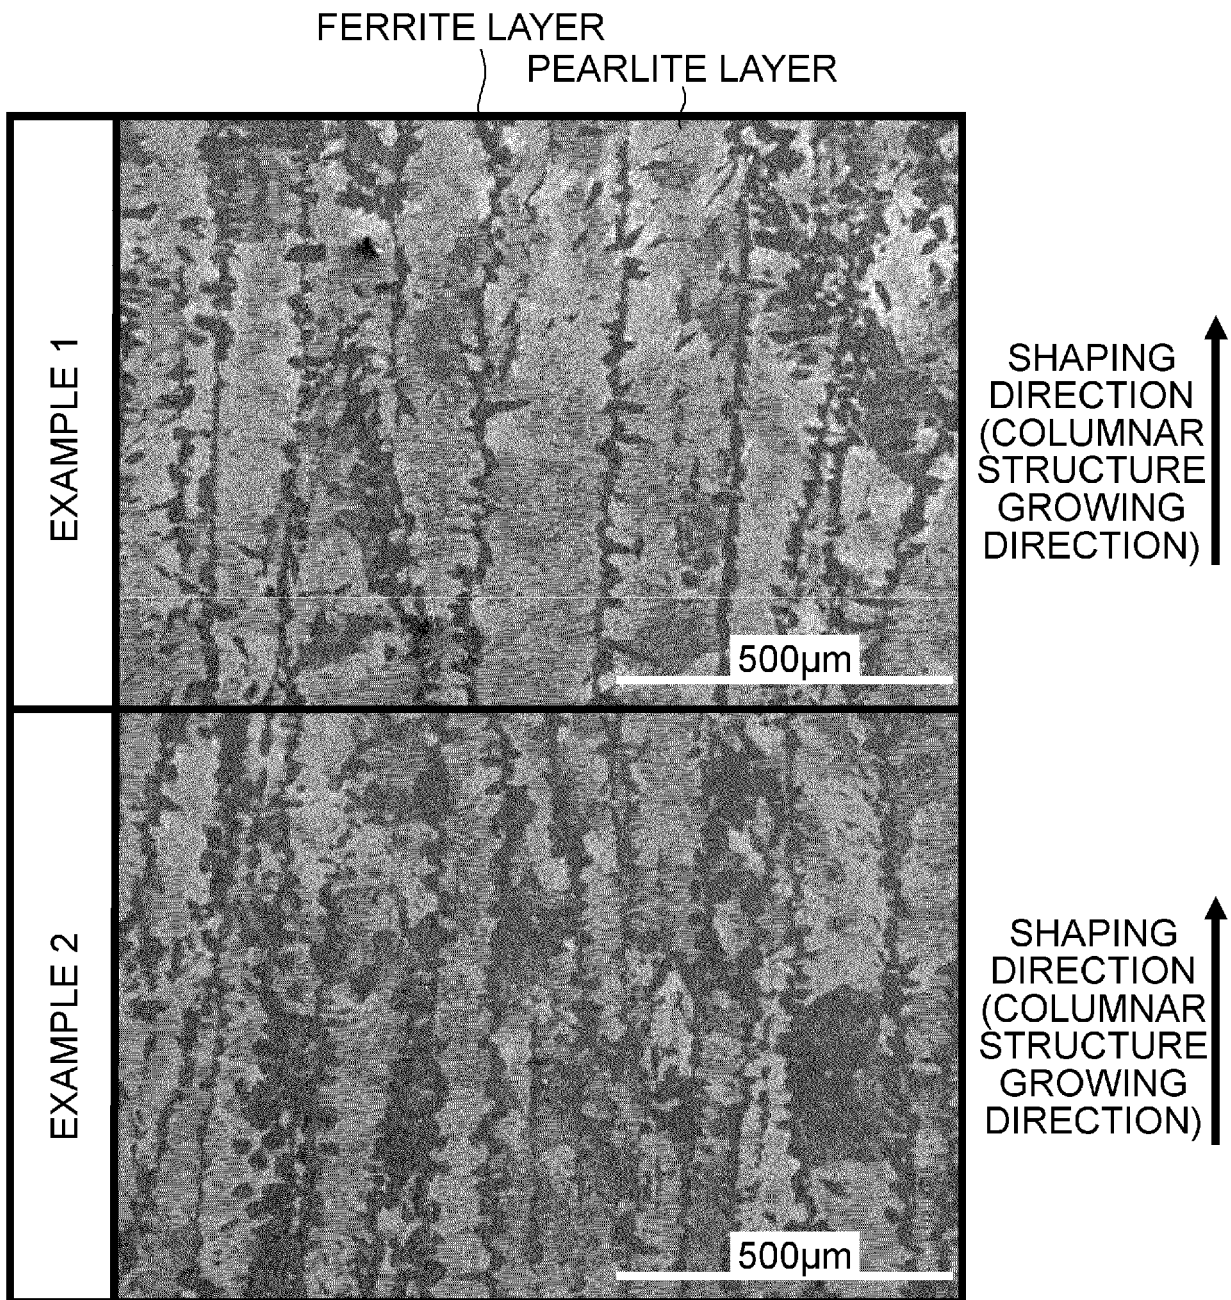 FERRITE LAYER
PEARLITE LAYER
EXAMPLE 1
500µm
SHAPING
DIRECTION
(COLUMNAR
STRUCTURE
GROWING
DIRECTION)
EXAMPLE 2
500µm
SHAPING
DIRECTION
(COLUMNAR
STRUCTURE
GROWING
DIRECTION)